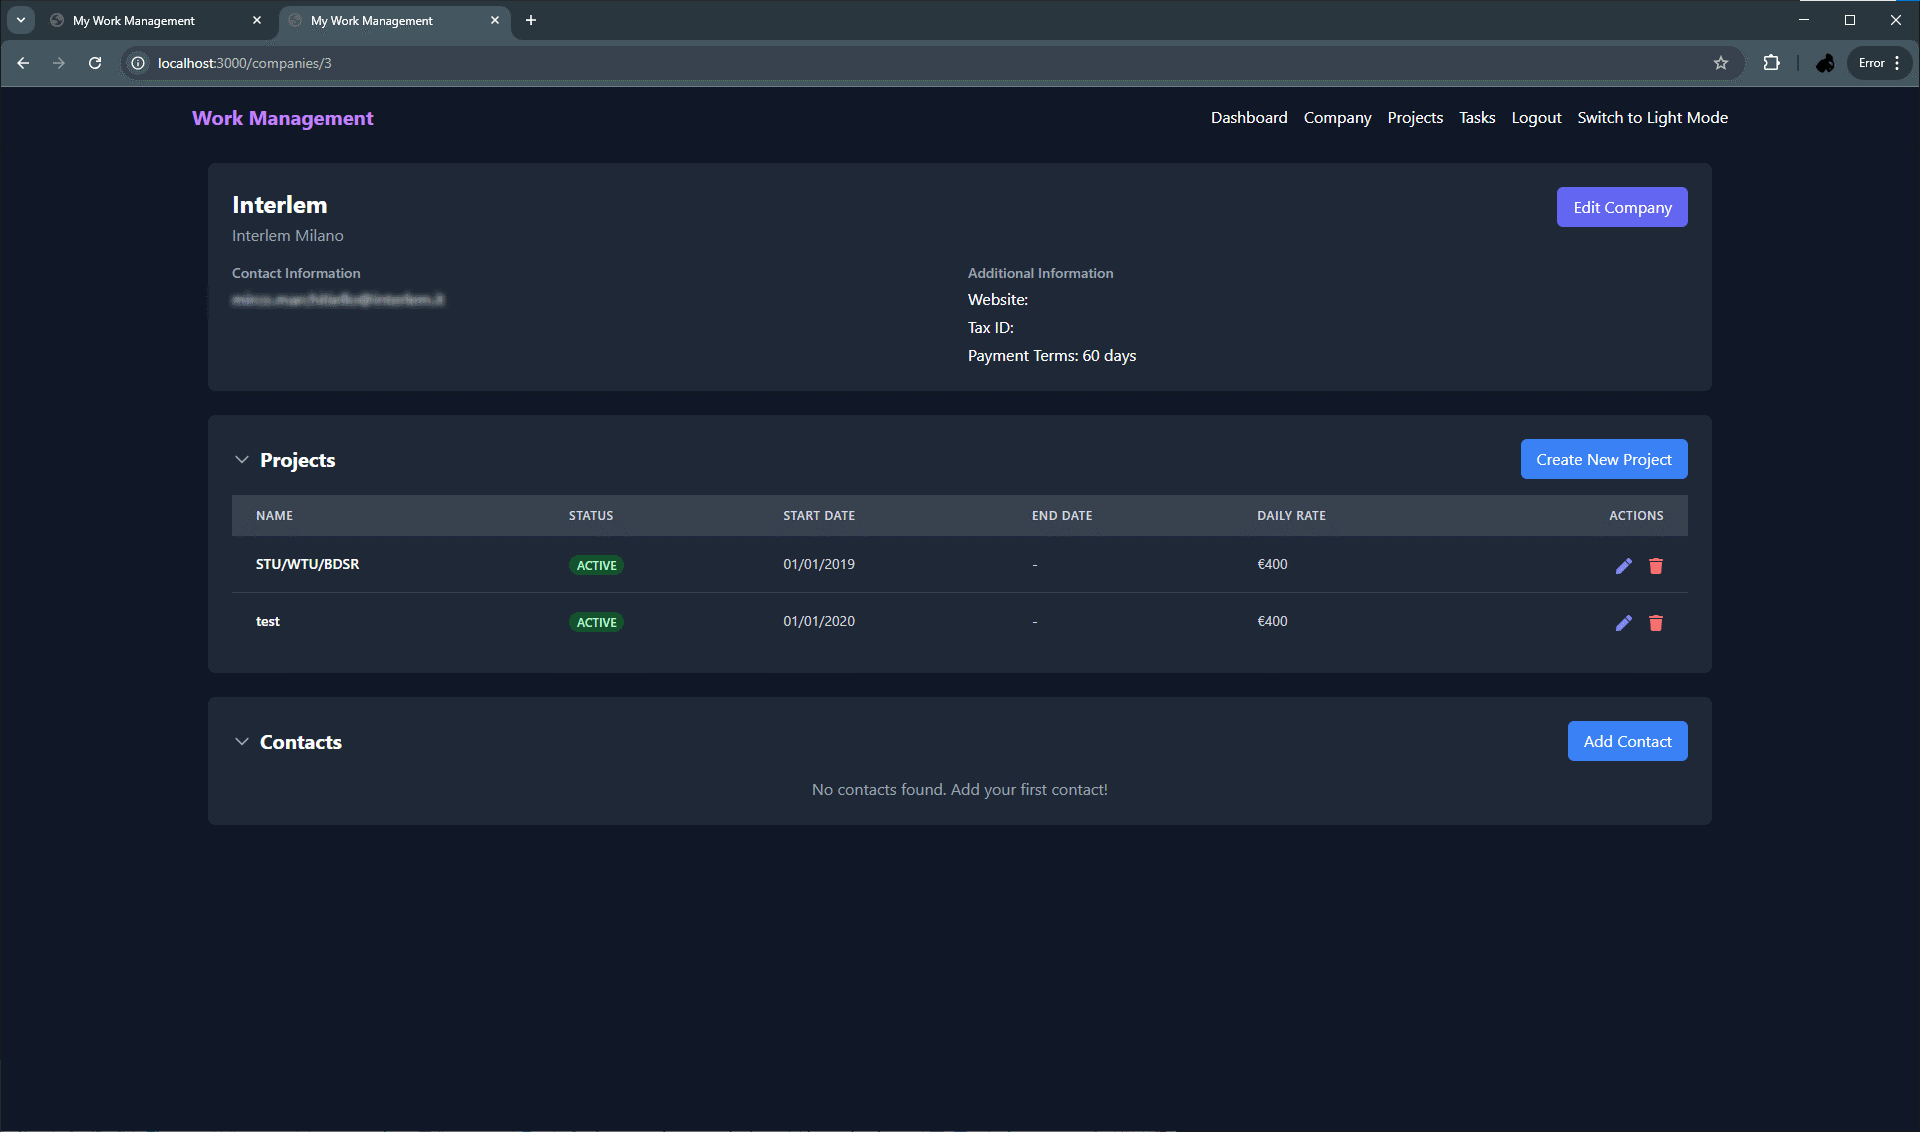 My Work Management
My Work Management
localhost:3000/companies/3
Error
Work Management
Dashboard Company Projects Tasks Logout Switch to Light Mode
Interlem
Edit Company
Interlem Milano
Contact Information
Additional Information
Website:
Tax ID:
Payment Terms: 60 days
Projects
Create New Project
NAME STATUS START DATE END DATE DAILY RATE ACTIONS
STU/WTU/BDSR ACTIVE 01/01/2019 - €400
test ACTIVE 01/01/2020 - €400
Contacts
Add Contact
No contacts found. Add your first contact!